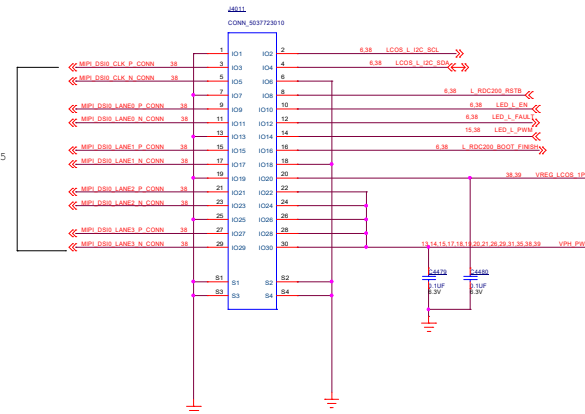 J4011
CONN_5037723010
1 IO1 IO2 2 6,38 LCOS_L_I2C_SCL
MIPI_DSI0_CLK_P_CONN 38 3 IO3 IO4 4 6,38 LCOS_L_I2C_SDA
MIPI_DSI0_CLK_N_CONN 38 5 IO5 IO6 6
7 IO7 IO8 8 6,38 L_RDC200_RSTB
MIPI_DSI0_LANE0_P_CONN 38 9 IO9 IO10 10 6,38 LED_L_EN
MIPI_DSI0_LANE0_N_CONN 38 11 IO11 IO12 12 6,38 LED_L_FAULT
13 IO13 IO14 14 15,38 LED_L_PWM
5
MIPI_DSI0_LANE1_P_CONN 38 15 IO15 IO16 16 6,38 L_RDC200_BOOT_FINISH
MIPI_DSI0_LANE1_N_CONN 38 17 IO17 IO18 18
19 IO19 IO20 20 38,39 VREG_LCOS_1P
MIPI_DSI0_LANE2_P_CONN 38 21 IO21 IO22 22
MIPI_DSI0_LANE2_N_CONN 38 23 IO23 IO24 24
25 IO25 IO26 26
MIPI_DSI0_LANE3_P_CONN 38 27 IO27 IO28 28
MIPI_DSI0_LANE3_N_CONN 38 29 IO29 IO30 30 13,14,15,17,18,19,20,21,26,29,31,35,38,39 VPH_PW
S1 S1 S2 S2
S3 S3 S4 S4
C4479 C4480
0.1UF 0.1UF
6.3V 6.3V